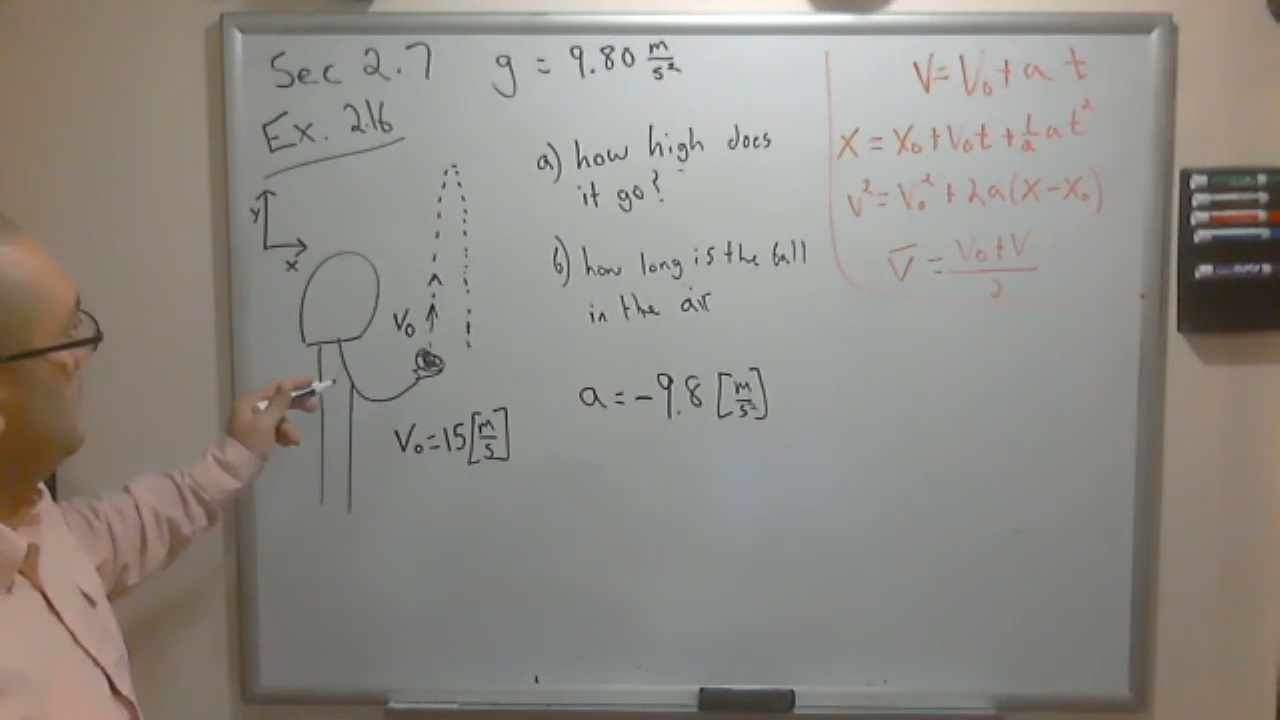 Sec 2.7
g = 9.80 m/s²
Ex. 2.16
a) how high does
it go?
b) how long is the ball
in the air
a = -9.8 [m/s²]
y
x
V₀
V₀ = 15 [m/s]
V = V₀ + a t
X = X₀ + V₀t + 1/2 at²
V² = V₀² + 2a(X - X₀)
V̅ = (V₀ + V)/2